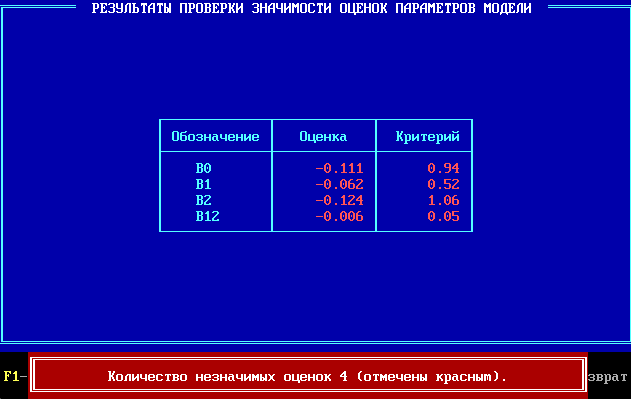 РЕЗУЛЬТАТЫ ПРОВЕРКИ ЗНАЧИМОСТИ ОЦЕНОК ПАРАМЕТРОВ МОДЕЛИ
Обозначение Оценка Критерий
B0 -0.111 0.94
B1 -0.062 0.52
B2 -0.124 1.06
B12 -0.006 0.05
F1- Количество незначимых оценок 4 (отмечены красным). зврат